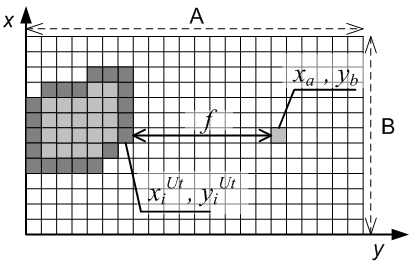 x
A
x_a , y_b
f
B
x_i^{Ut} , y_i^{Ut}
y